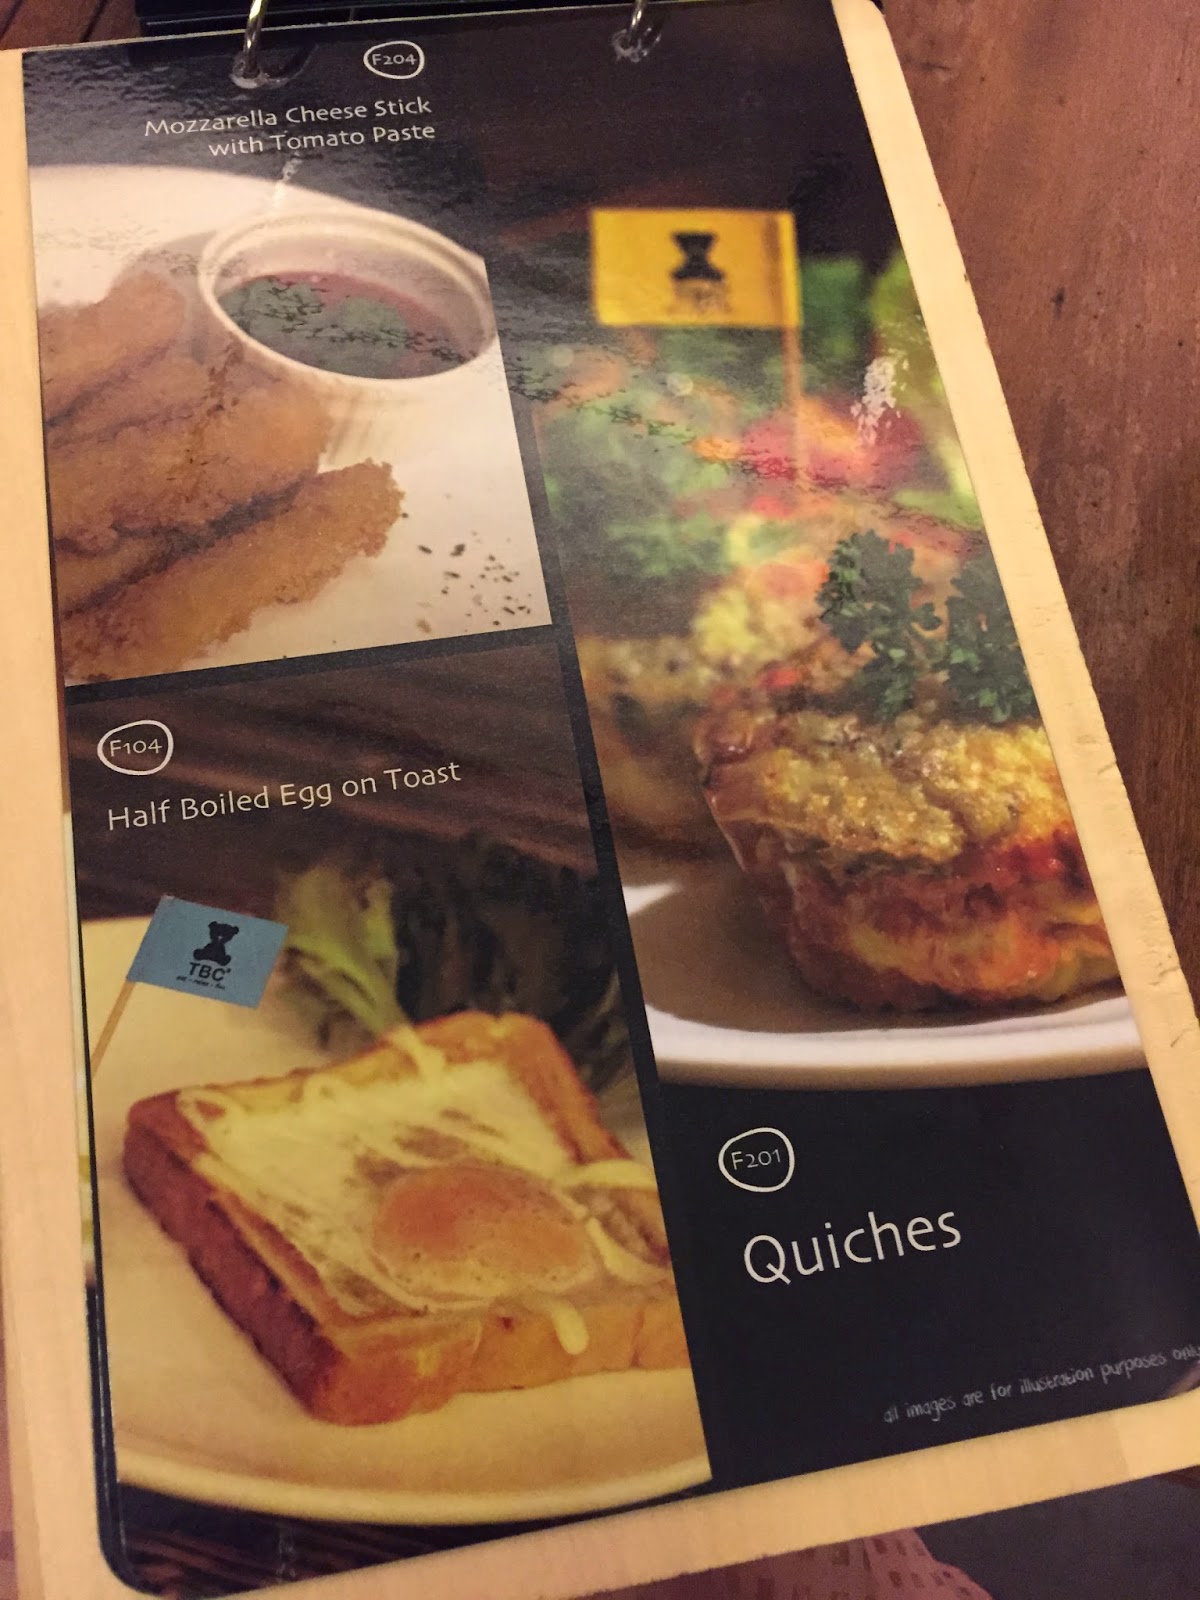 F204
Mozzarella Cheese Stick
with Tomato Paste
F104
Half Boiled Egg on Toast
TBC
F201
Quiches
all images are for illustration purposes only